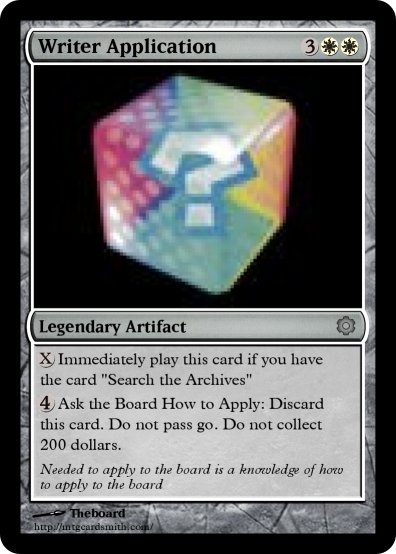 Writer Application 3
?
Legendary Artifact
X Immediately play this card if you have
the card "Search the Archives"
4 Ask the Board How to Apply: Discard
this card. Do not pass go. Do not collect
200 dollars.
Needed to apply to the board is a knowledge of how
to apply to the board
Theboard
http://mtgcardsmith.com/